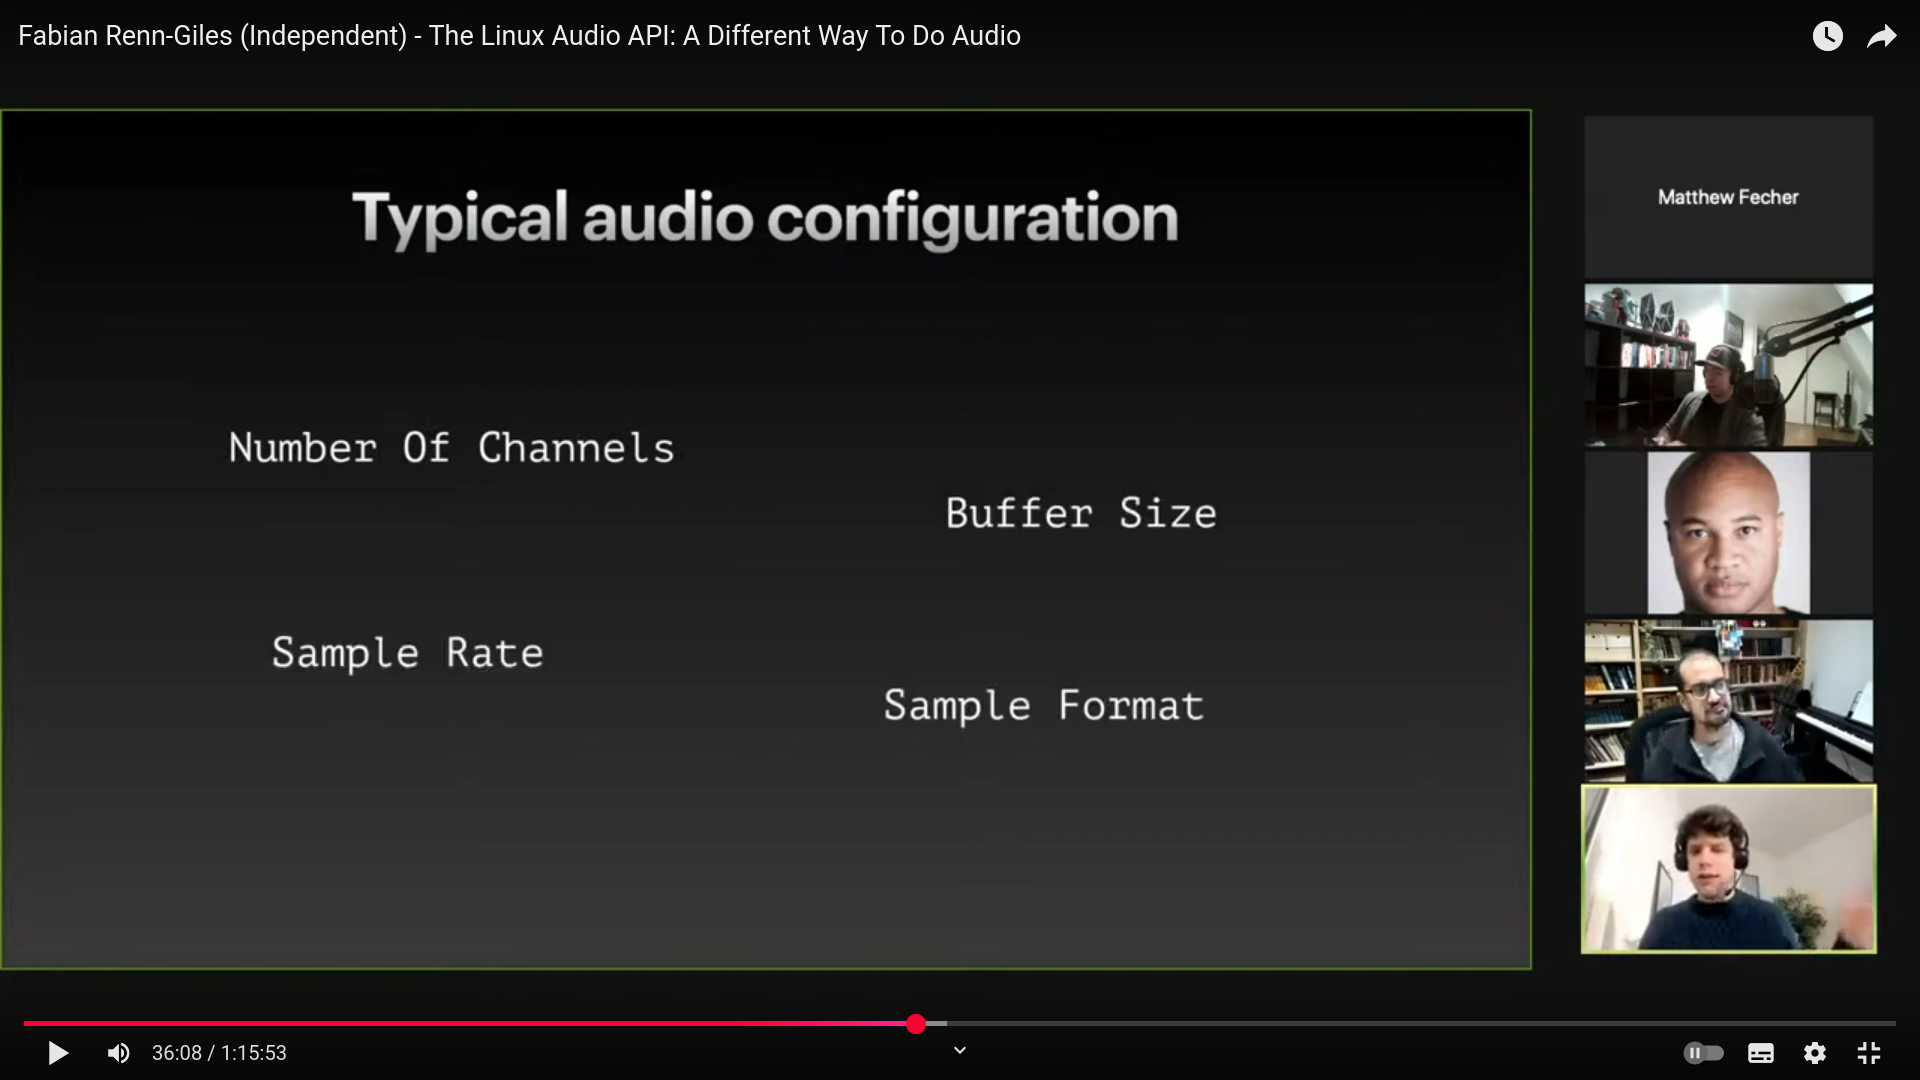 Fabian Renn-Giles (Independent) - The Linux Audio API: A Different Way To Do Audio
Typical audio configuration
Matthew Fecher
Number Of Channels
Buffer Size
Sample Rate
Sample Format
36:08 / 1:15:53